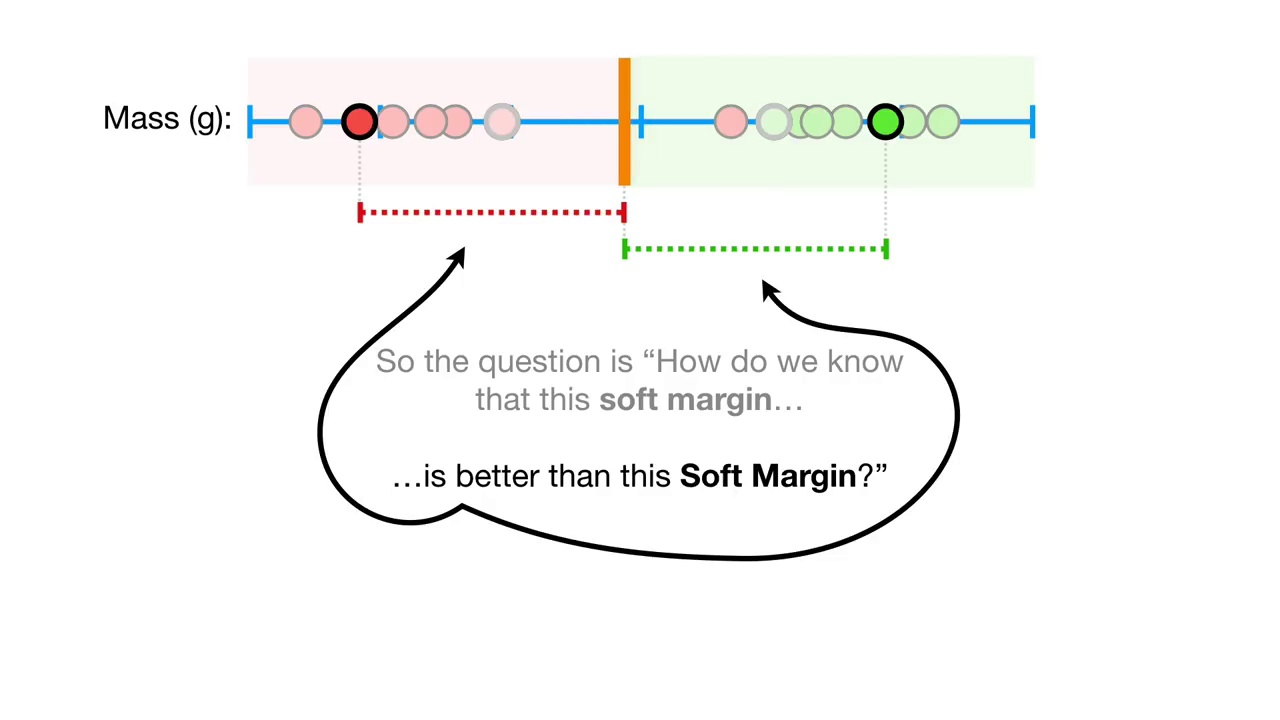 Mass (g):
So the question is “How do we know
that this soft margin…
…is better than this Soft Margin?”